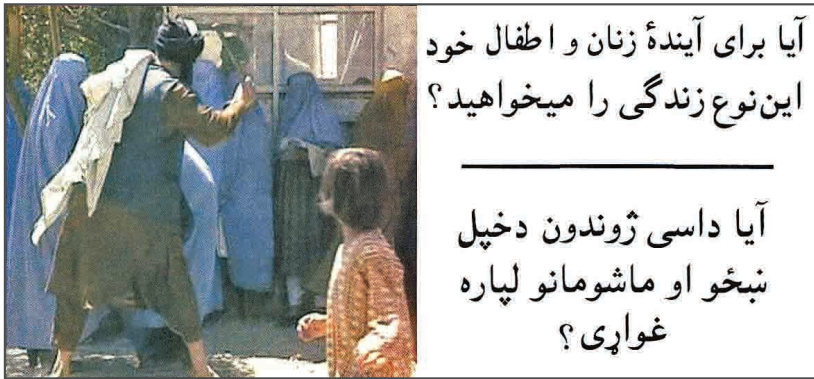 آیا برای آیندهٔ زنان و اطفال خود
این نوع زندگی را میخواهید؟
آیا داسی ژوندون دخپل
ښځو او ماشومانو لپاره
غواړی؟